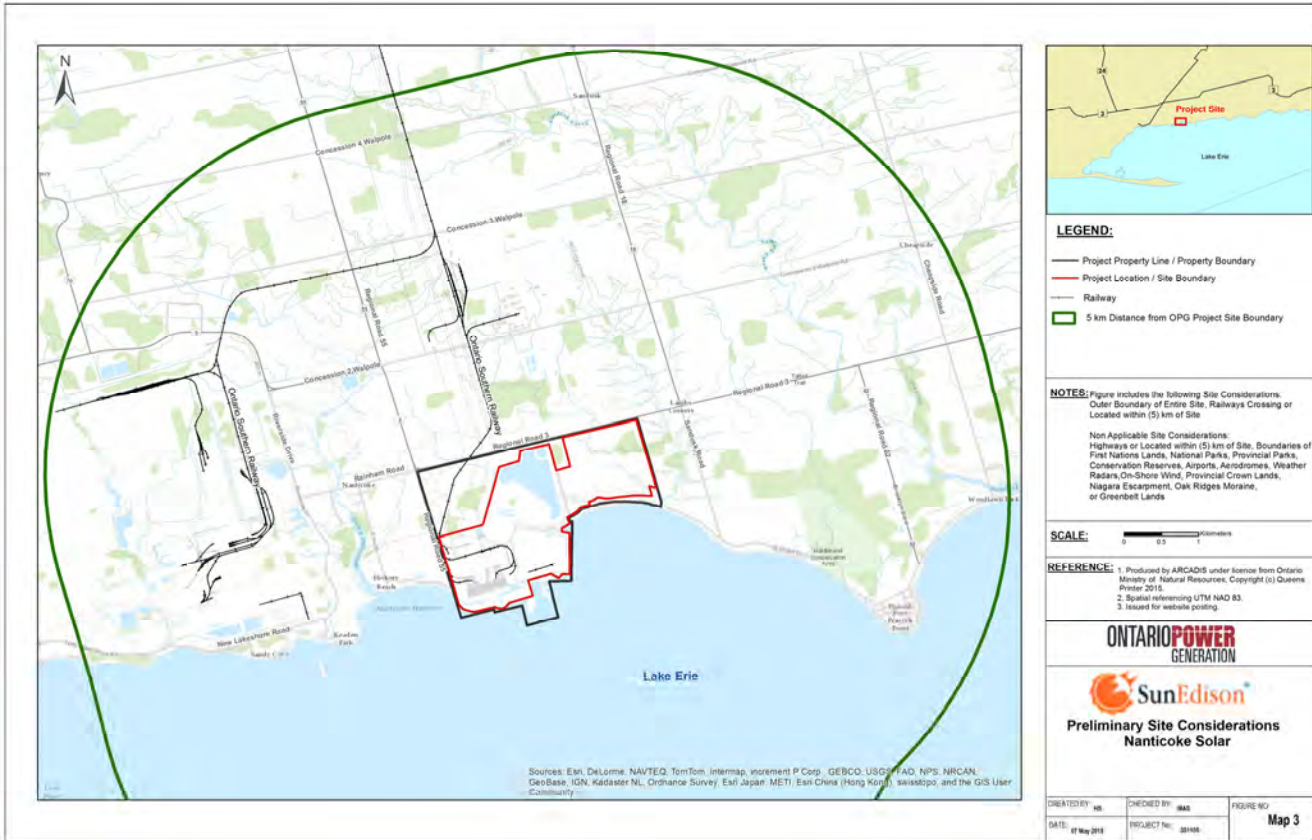 N
Concession 4 Walpole
Regional Road 18
Concession 3 Walpole
Cheapside
Cheapside Road
Regional Road 55
Ontario Southern Railway
Concession 2 Walpole
Riverside Drive
Ontario Southern Railway
Regional Road 3
Sandusk Road
Regional Road 3
Rainham Road
Nanticoke
Regional Road 55
Regional Road 62
Hickory
Beach
New Lakeshore Road
Sandy Cove
Peacock
Point
Lake Erie
Sources: Esri, DeLorme, NAVTEQ, TomTom, Intermap, increment P Corp., GEBCO, USGS, FAO, NPS, NRCAN,
GeoBase, IGN, Kadaster NL, Ordnance Survey, Esri Japan, METI, Esri China (Hong Kong), swisstopo, and the GIS User
Community
24
3
3
Project Site
Lake Erie
LEGEND:
Project Property Line / Property Boundary
Project Location / Site Boundary
Railway
5 km Distance from OPG Project Site Boundary
NOTES: Figure includes the following Site Considerations:
Outer Boundary of Entire Site, Railways Crossing or
Located within (5) km of Site
Non Applicable Site Considerations:
Highways or Located within (5) km of Site, Boundaries of
First Nations Lands, National Parks, Provincial Parks,
Conservation Reserves, Airports, Aerodromes, Weather
Radars,On-Shore Wind, Provincial Crown Lands,
Niagara Escarpment, Oak Ridges Moraine,
or Greenbelt Lands
SCALE:
Kilometers
0 0.5 1
REFERENCE: 1. Produced by ARCADIS under licence from Ontario
Ministry of Natural Resources, Copyright (c) Queens
Printer 2015.
2. Spatial referencing UTM NAD 83.
3. Issued for website posting.
ONTARIOPOWER
GENERATION
SunEdison
Preliminary Site Considerations
Nanticoke Solar
CREATED BY: CHECKED BY: FIGURE NO:
Map 3
DATE: PROJECT No: